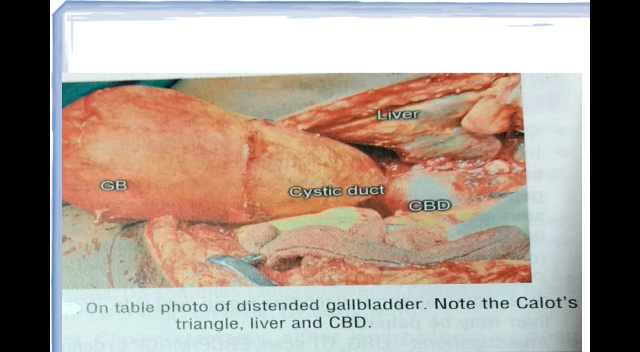 Liver
GB
Cystic duct
CBD
On table photo of distended gallbladder. Note the Calot's
triangle, liver and CBD.